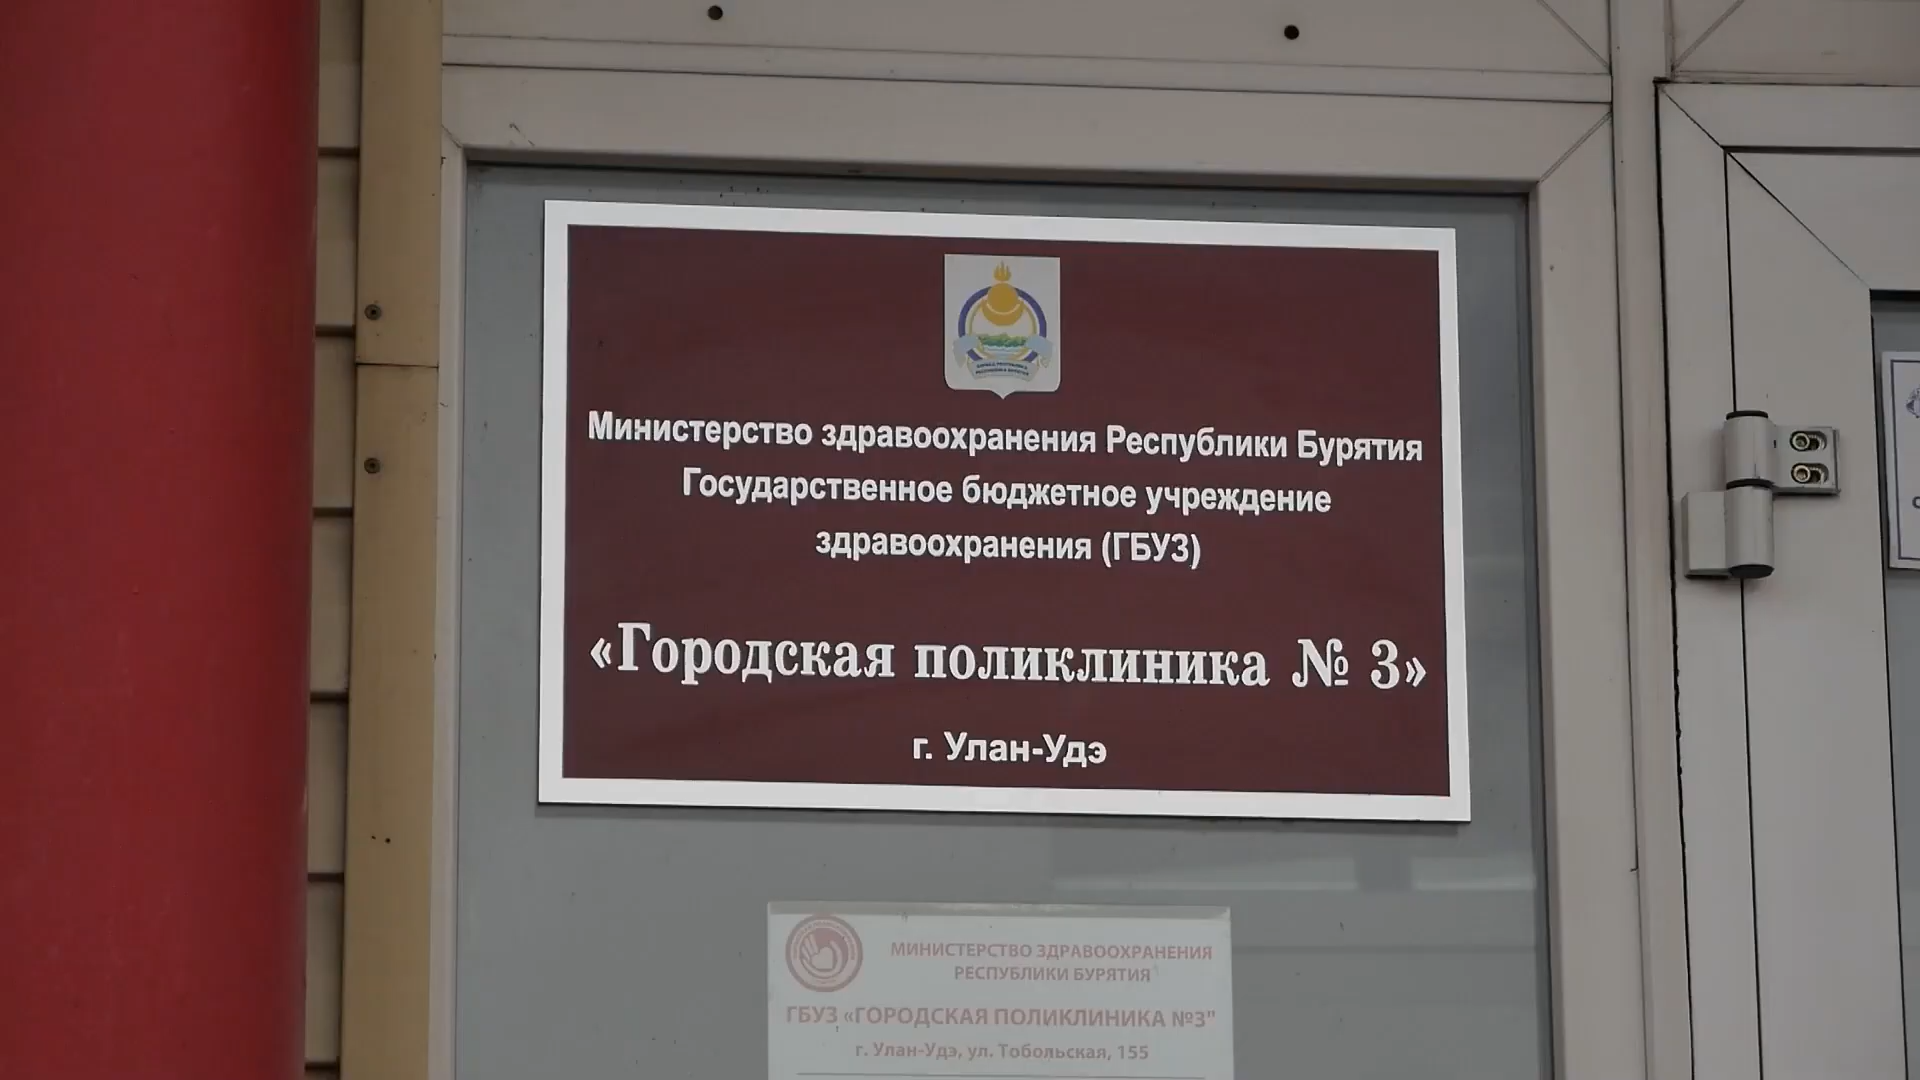 Министерство здравоохранения Республики Бурятия
Государственное бюджетное учреждение
здравоохранения (ГБУЗ)
«Городская поликлиника № 3»
г. Улан-Удэ
МИНИСТЕРСТВО ЗДРАВООХРАНЕНИЯ
РЕСПУБЛИКИ БУРЯТИЯ
ГБУЗ «ГОРОДСКАЯ ПОЛИКЛИНИКА №3"
г. Улан-Удэ, ул. Тобольская, 155